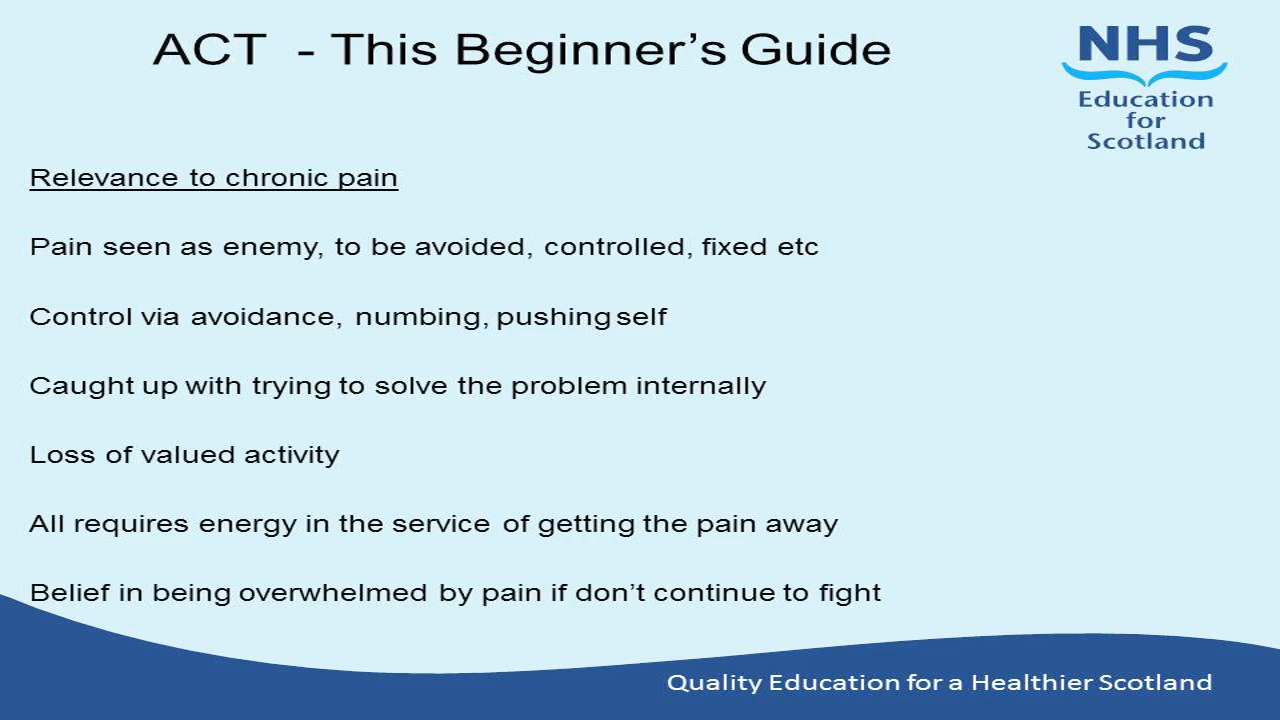 ACT - This Beginner's Guide
NHS
Education
for
Scotland
Relevance to chronic pain
Pain seen as enemy, to be avoided, controlled, fixed etc
Control via avoidance, numbing, pushing self
Caught up with trying to solve the problem internally
Loss of valued activity
All requires energy in the service of getting the pain away
Belief in being overwhelmed by pain if don't continue to fight
Quality Education for a Healthier Scotland